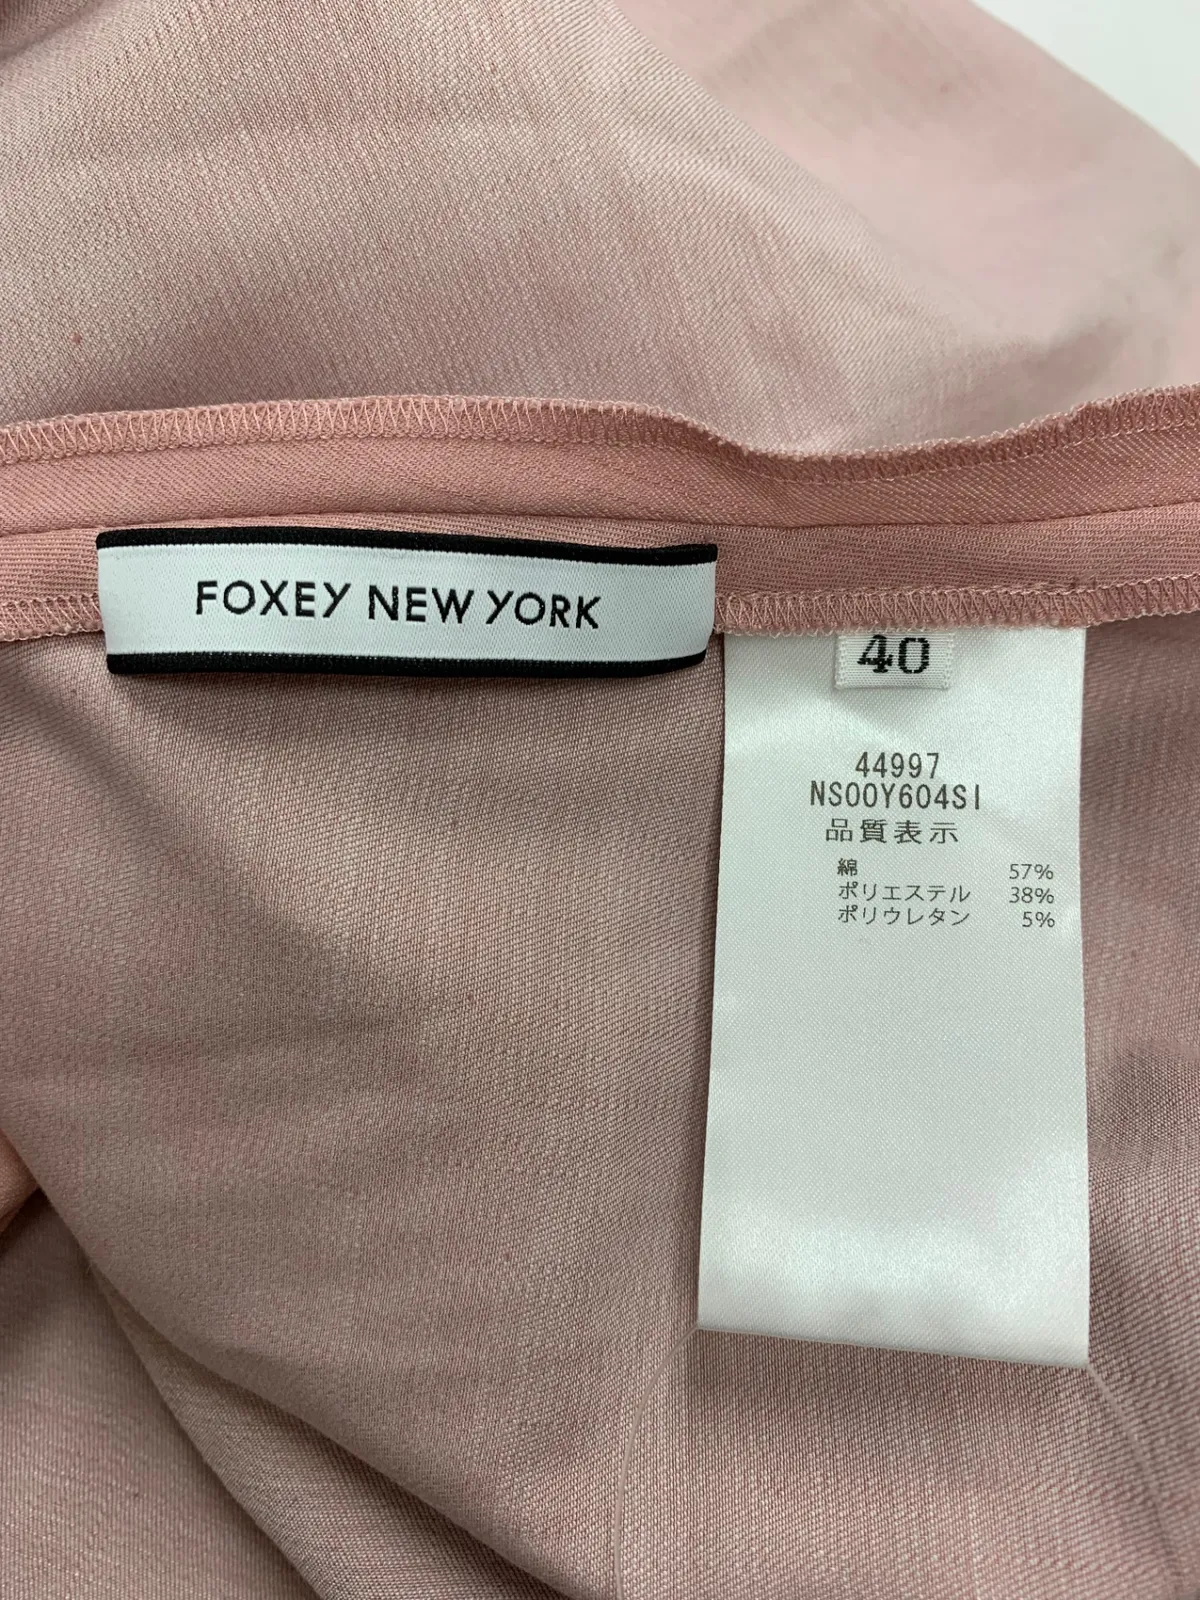 FOXEY NEW YORK
40
44997
NS00Y604SI
品質表示
綿 57%
ポリエステル 38%
ポリウレタン 5%